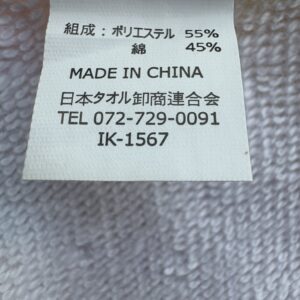 組成：ポリエステル 55%
綿 45%
MADE IN CHINA
日本タオル卸商連合会
TEL 072-729-0091
IK-1567